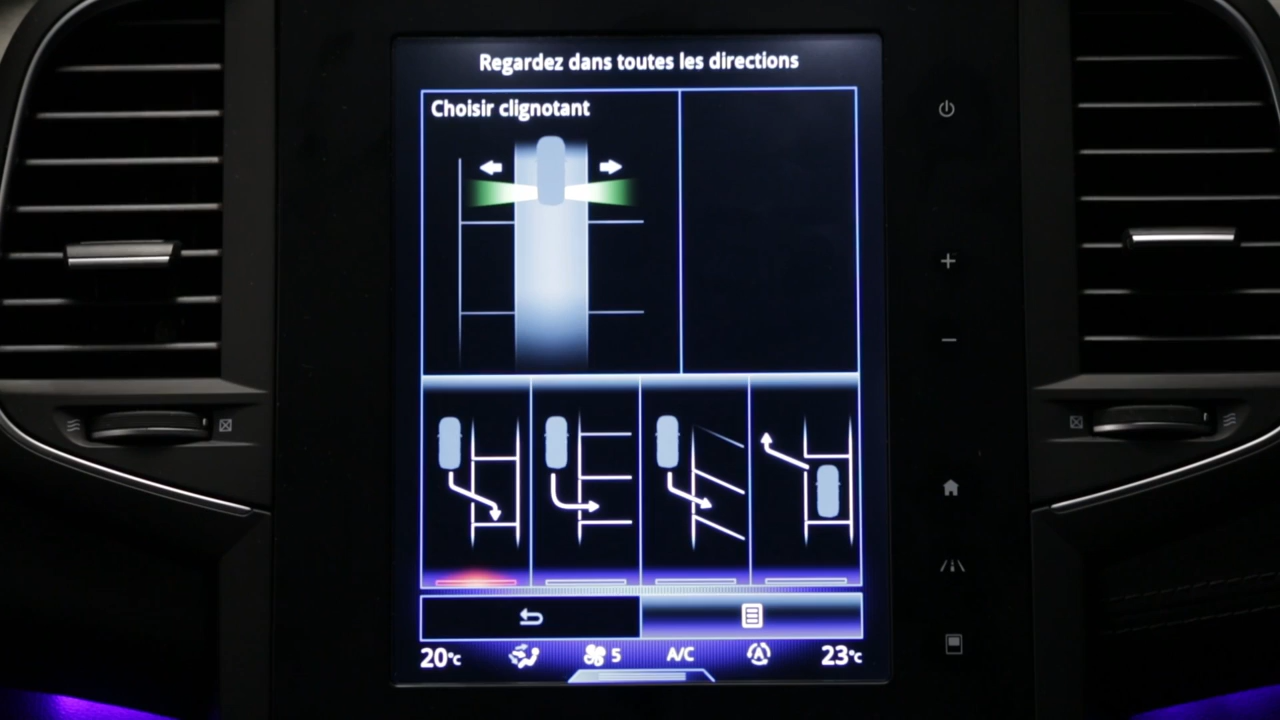 Regardez dans toutes les directions
Choisir clignotant
20°C 5 A/C 23°C